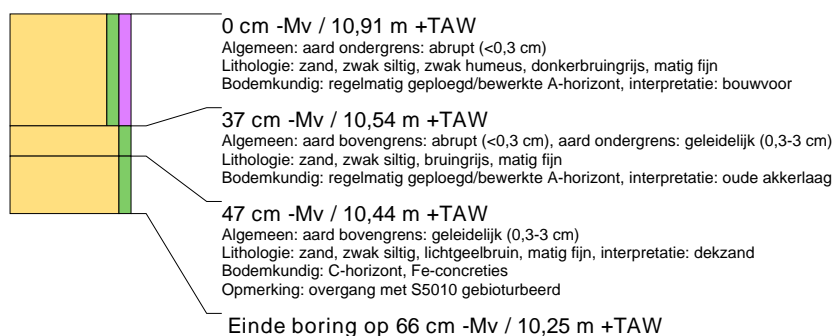 0 cm -Mv / 10,91 m +TAW
Algemeen: aard ondergrens: abrupt (<0,3 cm)
Lithologie: zand, zwak siltig, zwak humeus, donkerbruingrijs, matig fijn
Bodemkundig: regelmatig geploegd/bewerkte A-horizont, interpretatie: bouwvoor
37 cm -Mv / 10,54 m +TAW
Algemeen: aard bovengrens: abrupt (<0,3 cm), aard ondergrens: geleidelijk (0,3-3 cm)
Lithologie: zand, zwak siltig, bruingrijs, matig fijn
Bodemkundig: regelmatig geploegd/bewerkte A-horizont, interpretatie: oude akkerlaag
47 cm -Mv / 10,44 m +TAW
Algemeen: aard bovengrens: geleidelijk (0,3-3 cm)
Lithologie: zand, zwak siltig, lichtgeelbruin, matig fijn, interpretatie: dekzand
Bodemkundig: C-horizont, Fe-concreties
Opmerking: overgang met S5010 gebioturbeerd
Einde boring op 66 cm -Mv / 10,25 m +TAW